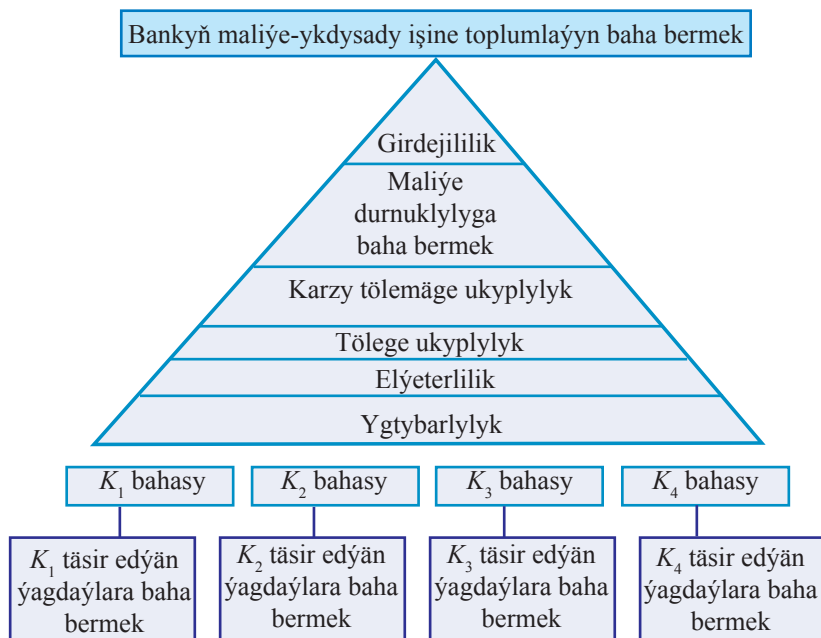 Bankyň maliýe-ykdysady işine toplumlaýyn baha bermek
Girdejililik
Maliýe
durnuklylyga
baha bermek
Karzy tölemäge ukyplylyk
Tölege ukyplylyk
Elýeterlilik
Ygtybarlylyk
K₁ bahasy
K₂ bahasy
K₃ bahasy
K₄ bahasy
K₁ täsir edýän
ýagdaýlara baha
bermek
K₂ täsir edýän
ýagdaýlara baha
bermek
K₃ täsir edýän
ýagdaýlara baha
bermek
K₄ täsir edýän
ýagdaýlara baha
bermek